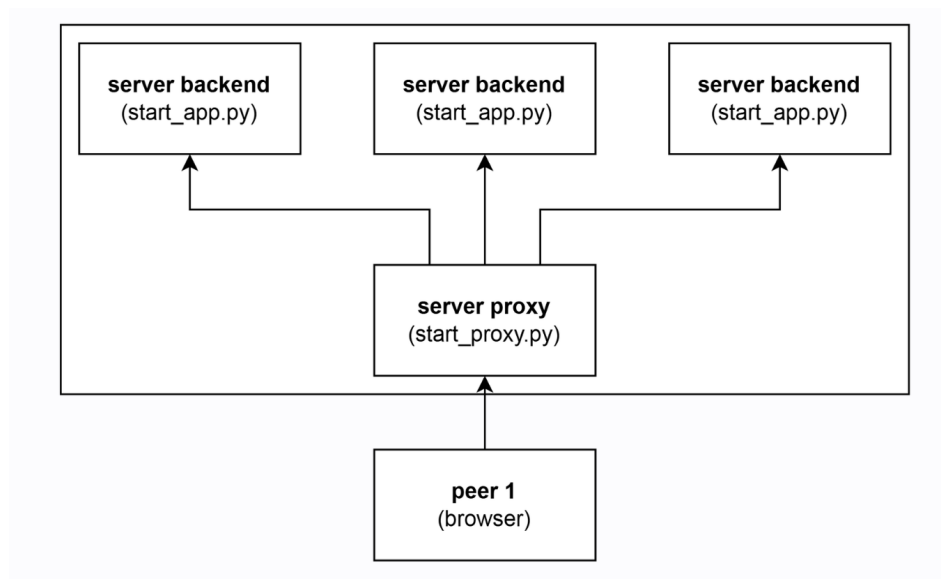 server backend
(start_app.py)
server backend
(start_app.py)
server backend
(start_app.py)
server proxy
(start_proxy.py)
peer 1
(browser)